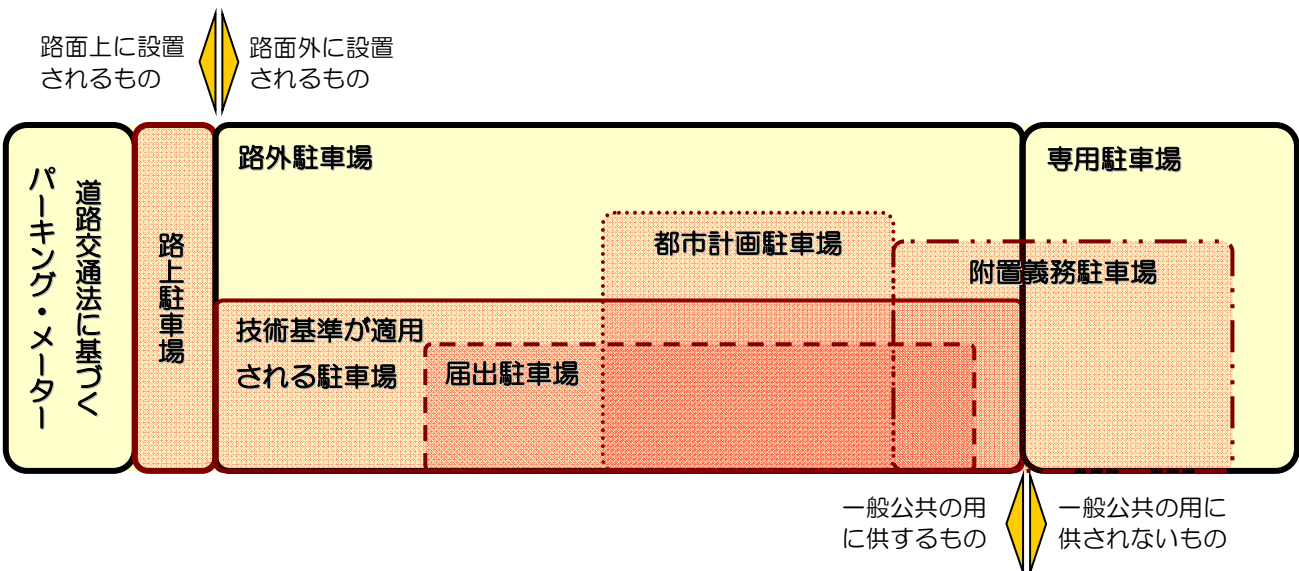 路面上に設置
されるもの
路面外に設置
されるもの
道路交通法に基づく
パーキング・メーター
路上駐車場
路外駐車場
専用駐車場
都市計画駐車場
附置義務駐車場
技術基準が適用
される駐車場
届出駐車場
一般公共の用
に供するもの
一般公共の用に
供されないもの